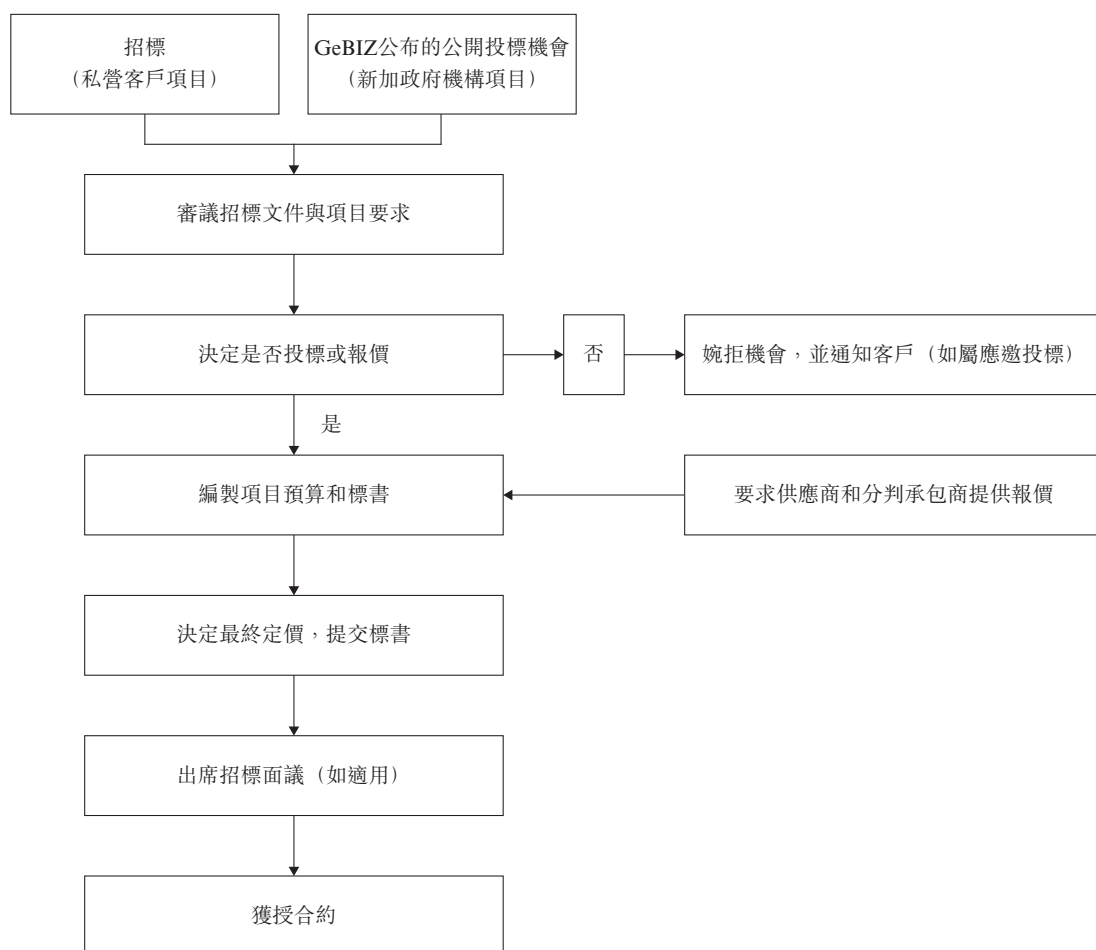 招標
（私營客戶項目）
GeBIZ公布的公開投標機會
（新加政府機構項目）
審議招標文件與項目要求
決定是否投標或報價
否
婉拒機會，並通知客戶（如屬應邀投標）
是
編製項目預算和標書
要求供應商和分判承包商提供報價
決定最終定價，提交標書
出席招標面議（如適用）
獲授合約